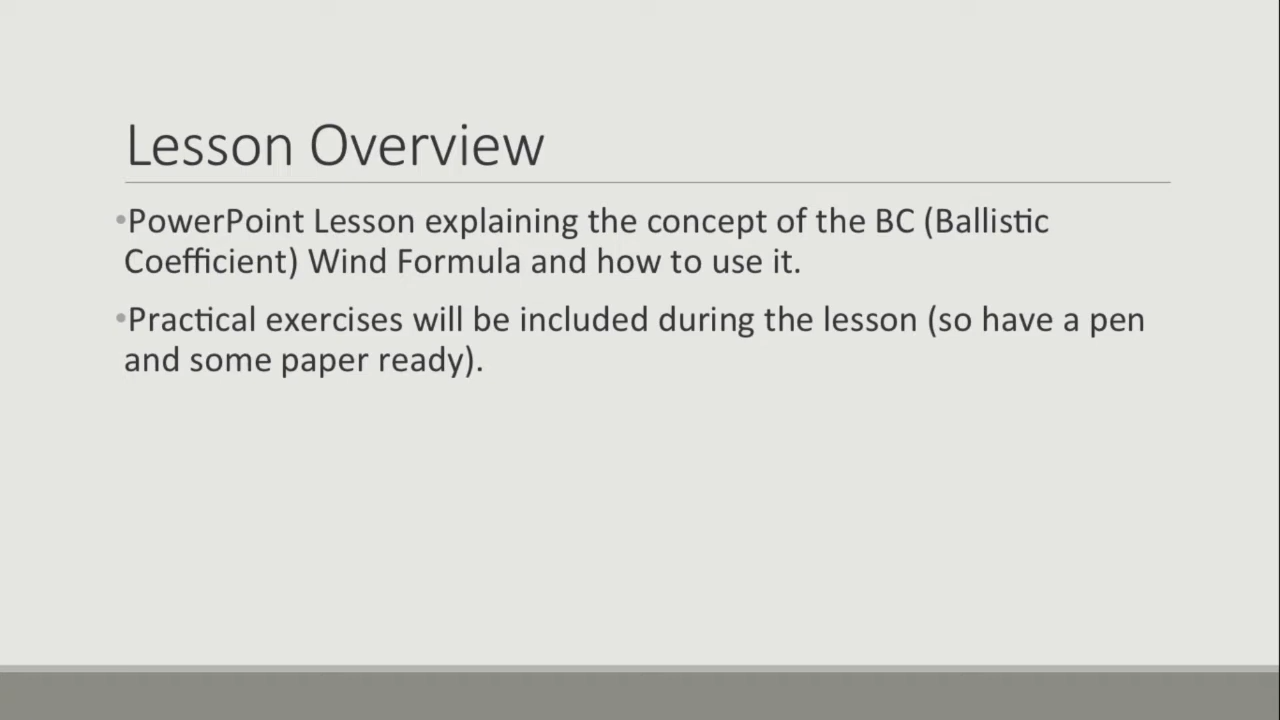 Lesson Overview
•PowerPoint Lesson explaining the concept of the BC (Ballistic
Coefficient) Wind Formula and how to use it.
•Practical exercises will be included during the lesson (so have a pen
and some paper ready).